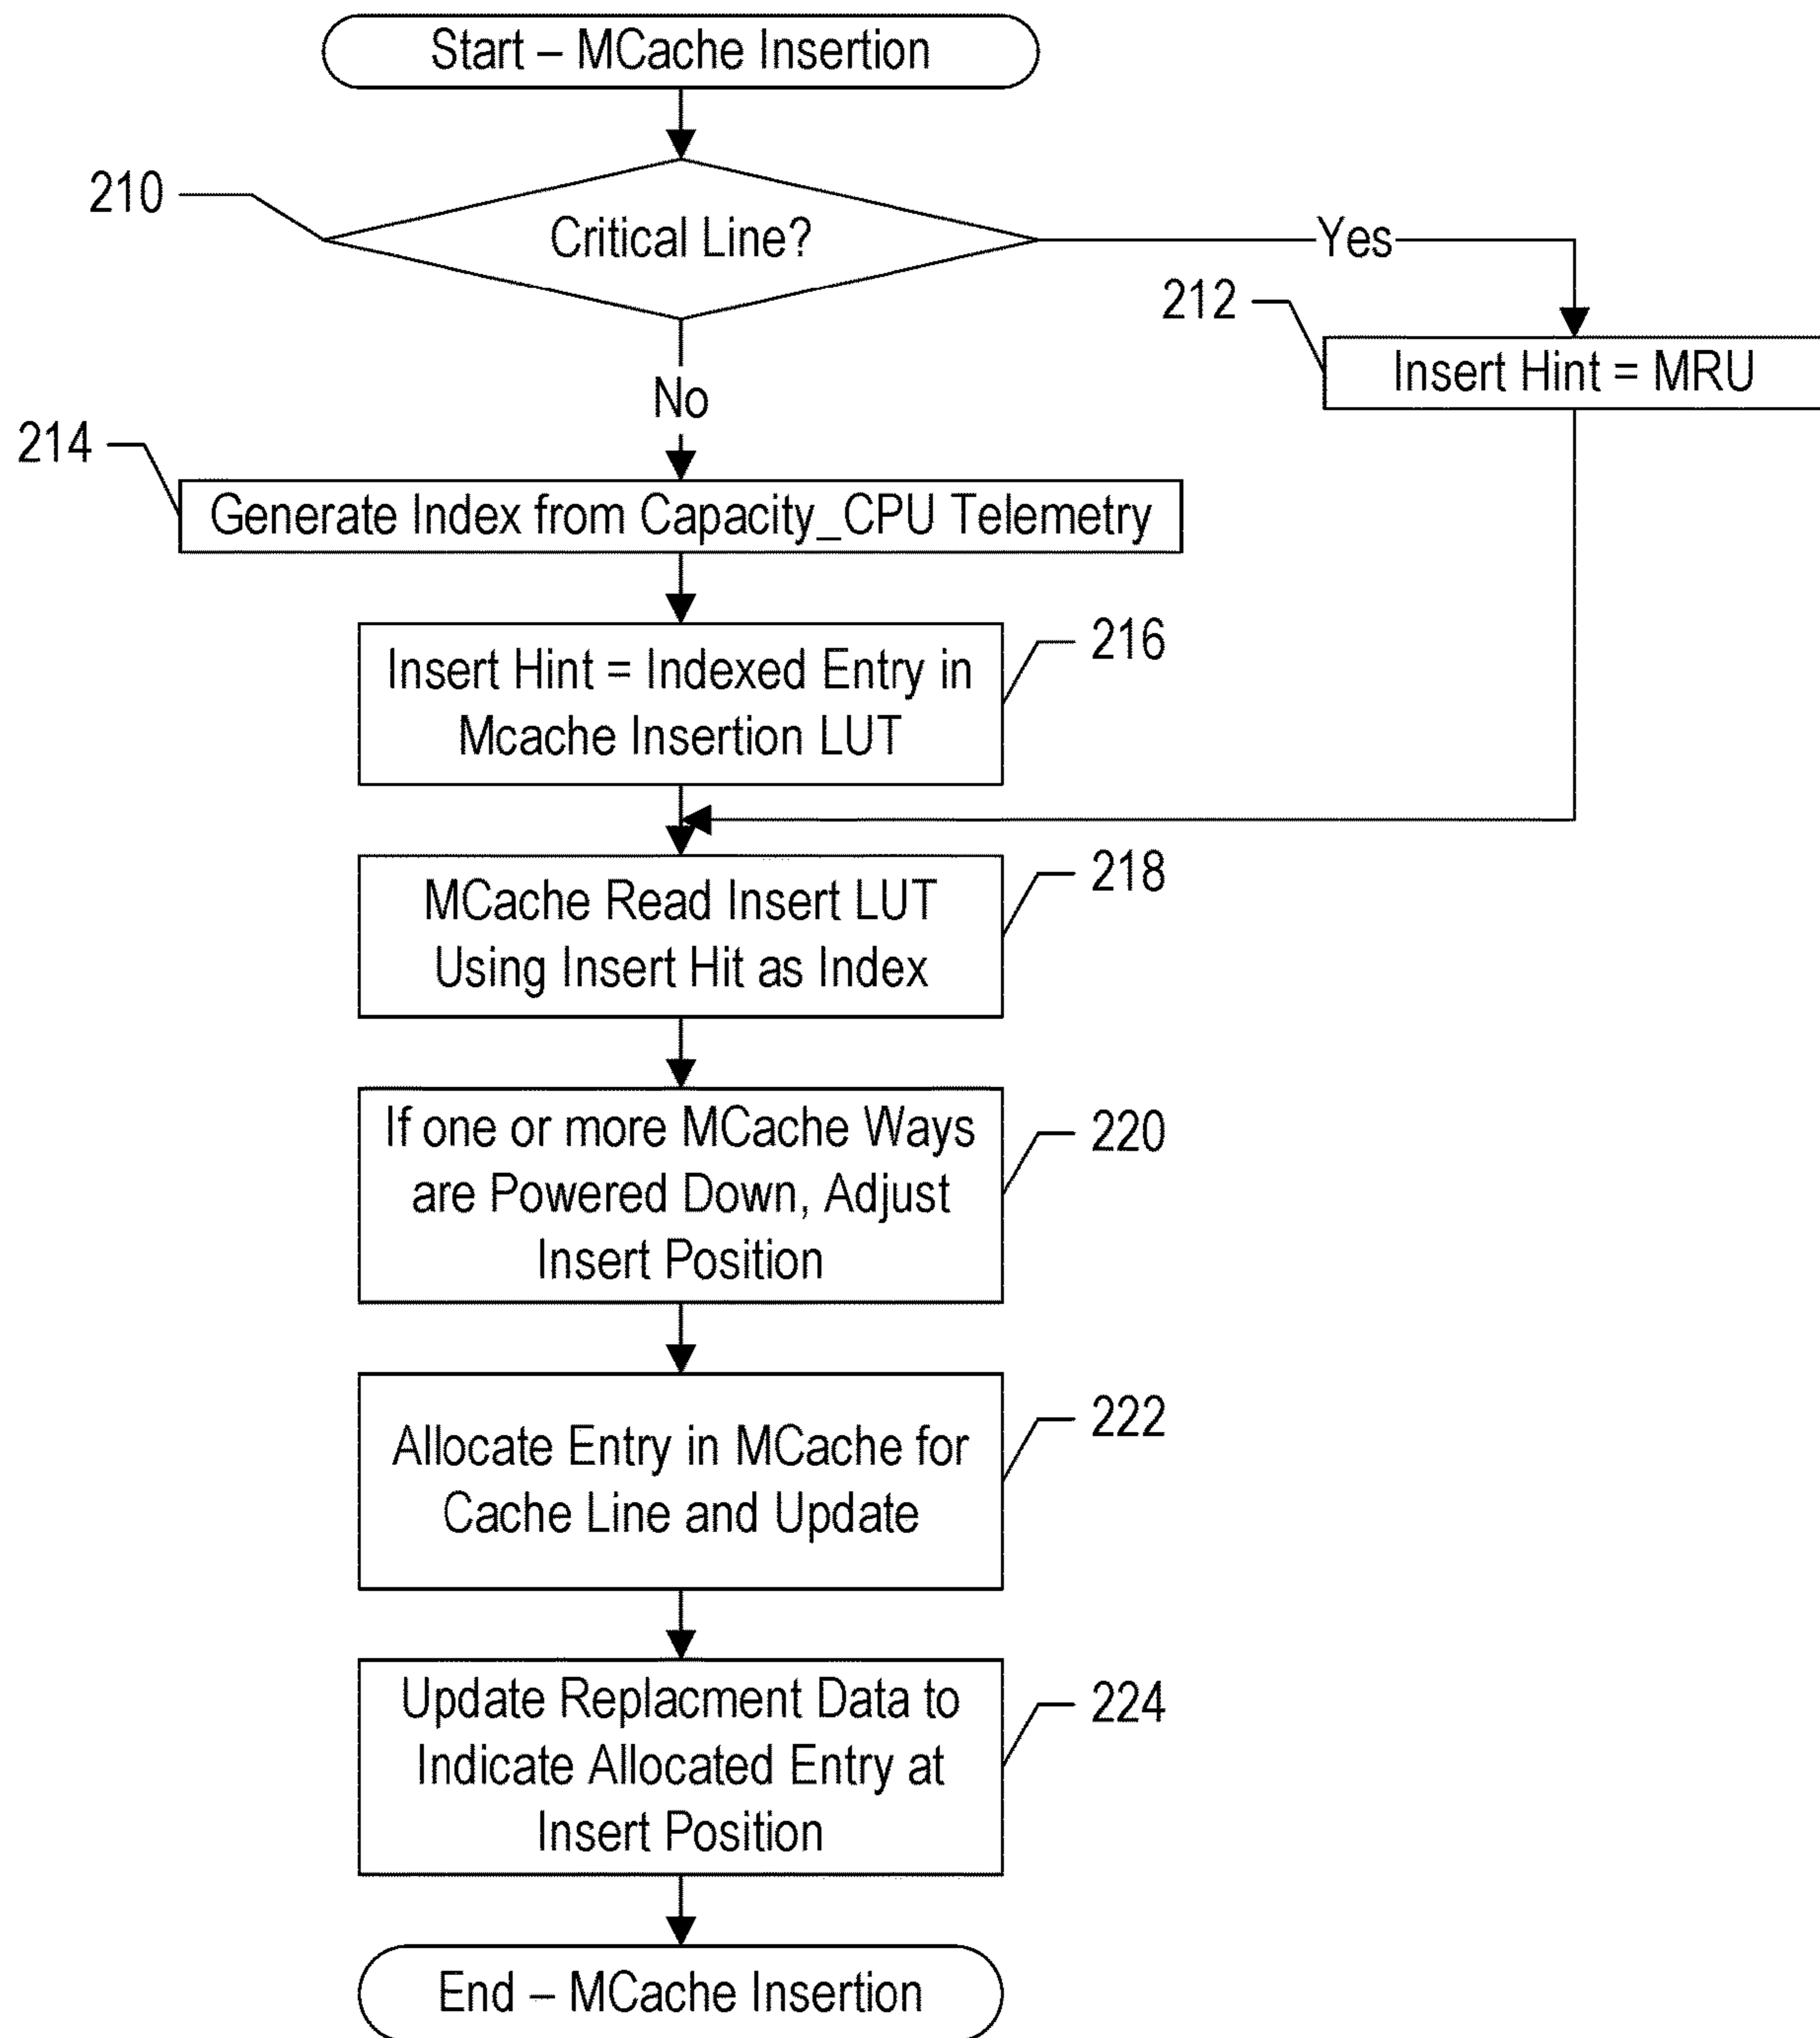 Start – MCache Insertion
210
Critical Line?
Yes
212
Insert Hint = MRU
No
214
Generate Index from Capacity_CPU Telemetry
216
Insert Hint = Indexed Entry in
Mcache Insertion LUT
218
MCache Read Insert LUT
Using Insert Hit as Index
220
If one or more MCache Ways
are Powered Down, Adjust
Insert Position
222
Allocate Entry in MCache for
Cache Line and Update
224
Update Replacment Data to
Indicate Allocated Entry at
Insert Position
End – MCache Insertion